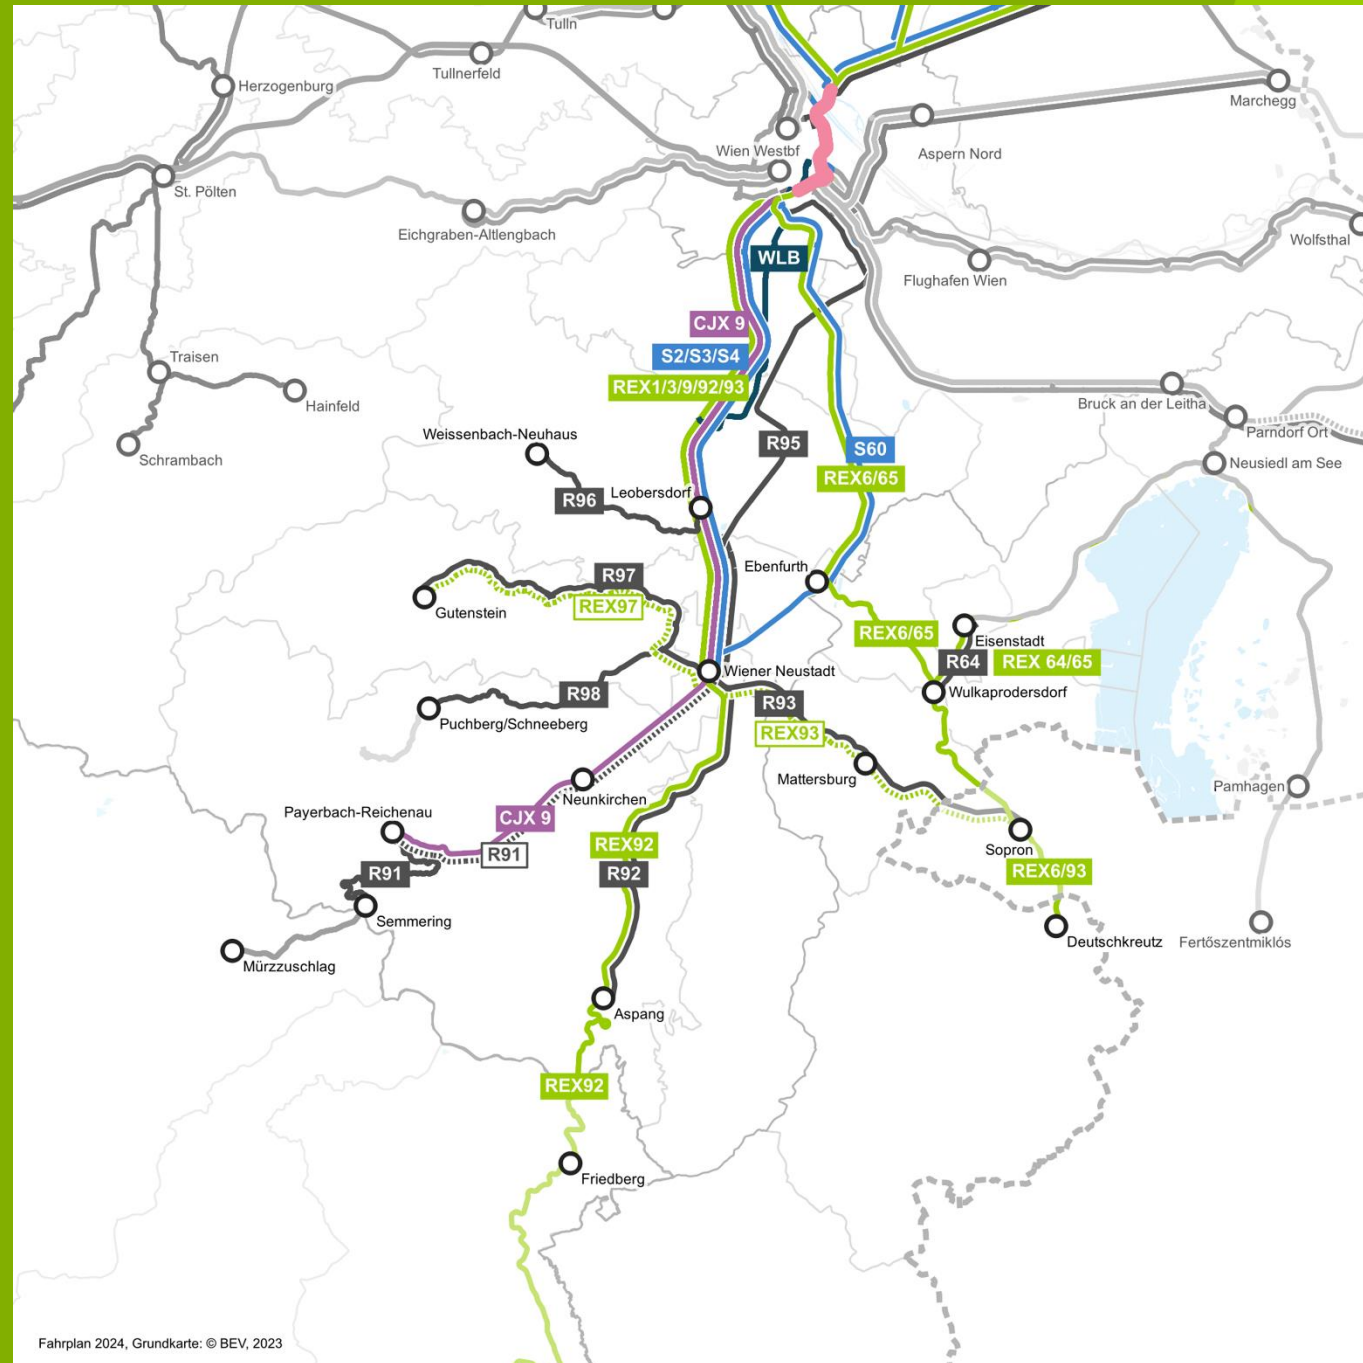 Tulln
Tullnerfeld
Herzogenburg
Marchegg
Wien Westbf
Aspern Nord
St. Pölten
Eichgraben-Altlengbach
Wolfsthal
WLB
Flughafen Wien
CJX 9
S2/S3/S4
Traisen
REX1/3/9/92/93
Hainfeld
Bruck an der Leitha
Parndorf Ort
Weissenbach-Neuhaus
R95
S60
Schrambach
Neusiedl am See
REX6/65
Leobersdorf
R96
Ebenfurth
R97
REX97
Gutenstein
REX6/65
Eisenstadt
R64
REX 64/65
Wiener Neustadt
Wulkaprodersdorf
R98
R93
Puchberg/Schneeberg
REX93
Mattersburg
Pamhagen
Neunkirchen
Payerbach-Reichenau
CJX 9
REX92
Sopron
R91
R91
R92
REX6/93
Semmering
Deutschkreutz
Fertőszentmiklós
Mürzzuschlag
Aspang
REX92
Friedberg
Fahrplan 2024, Grundkarte: © BEV, 2023